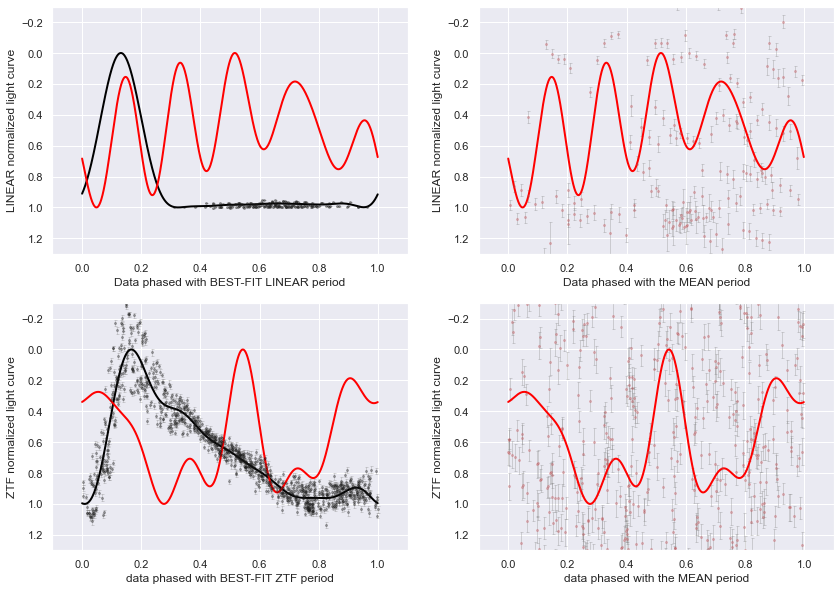 −0.2
0.0
0.2
0.4
0.6
0.8
1.0
1.2
LINEAR normalized light curve
0.0 0.2 0.4 0.6 0.8 1.0
Data phased with BEST-FIT LINEAR period
−0.2
0.0
0.2
0.4
0.6
0.8
1.0
1.2
LINEAR normalized light curve
0.0 0.2 0.4 0.6 0.8 1.0
Data phased with the MEAN period
−0.2
0.0
0.2
0.4
0.6
0.8
1.0
1.2
ZTF normalized light curve
0.0 0.2 0.4 0.6 0.8 1.0
data phased with BEST-FIT ZTF period
−0.2
0.0
0.2
0.4
0.6
0.8
1.0
1.2
ZTF normalized light curve
0.0 0.2 0.4 0.6 0.8 1.0
data phased with the MEAN period